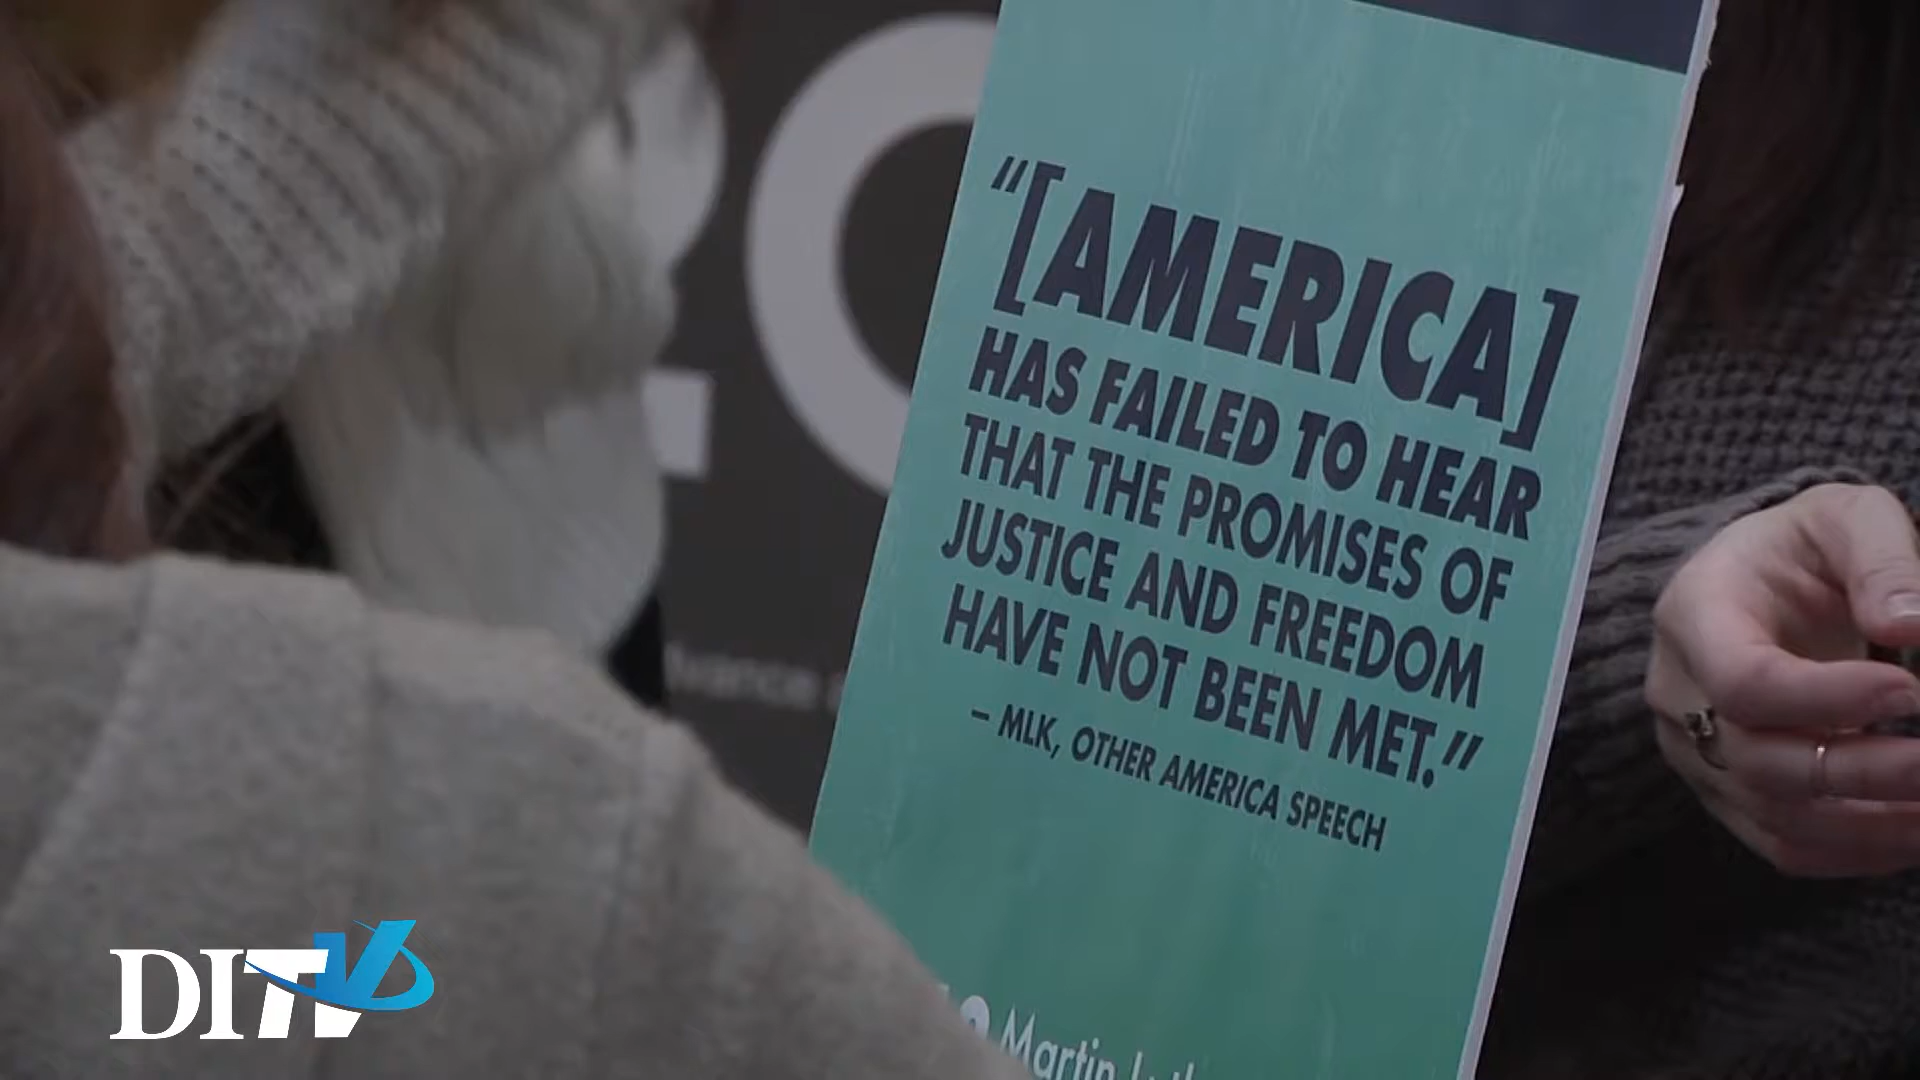 “[AMERICA]
HAS FAILED TO HEAR
THAT THE PROMISES OF
JUSTICE AND FREEDOM
HAVE NOT BEEN MET.”
– MLK, OTHER AMERICA SPEECH
Martin
DITV